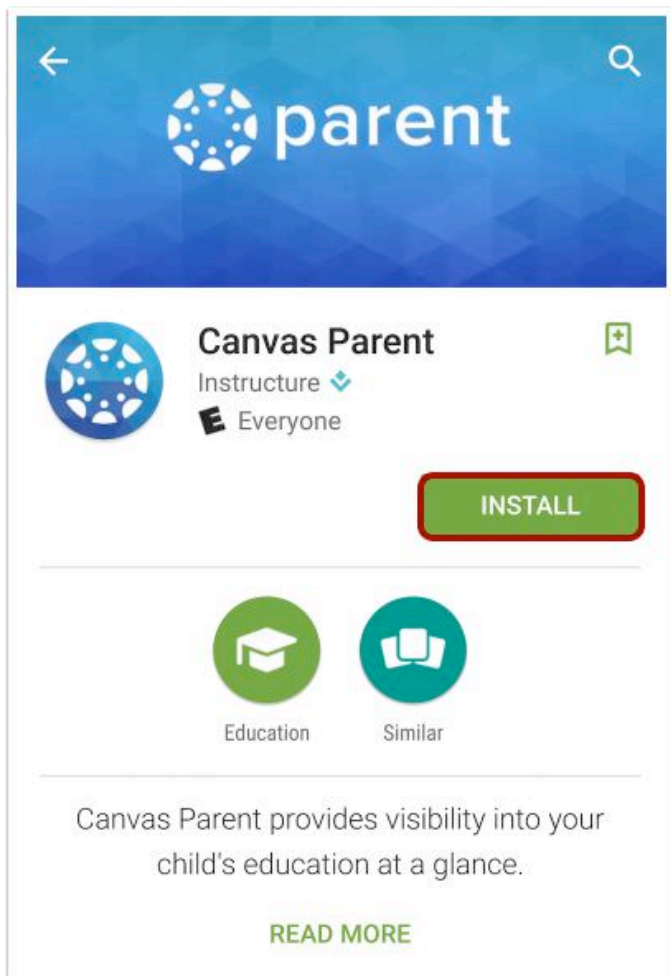 parent
Canvas Parent
Instructure
E Everyone
INSTALL
Education Similar
Canvas Parent provides visibility into your
child's education at a glance.
READ MORE